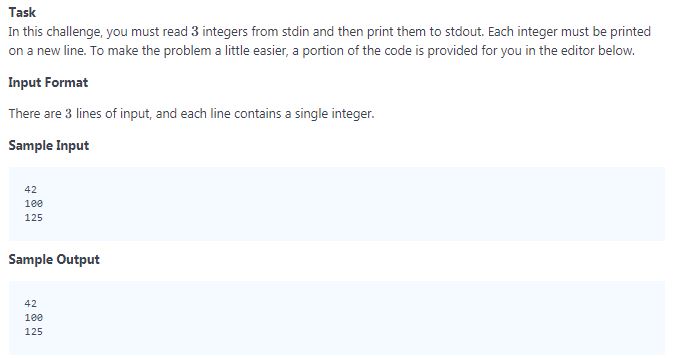 Task
In this challenge, you must read 3 integers from stdin and then print them to stdout. Each integer must be printed
on a new line. To make the problem a little easier, a portion of the code is provided for you in the editor below.
Input Format
There are 3 lines of input, and each line contains a single integer.
Sample Input
42
100
125
Sample Output
42
100
125